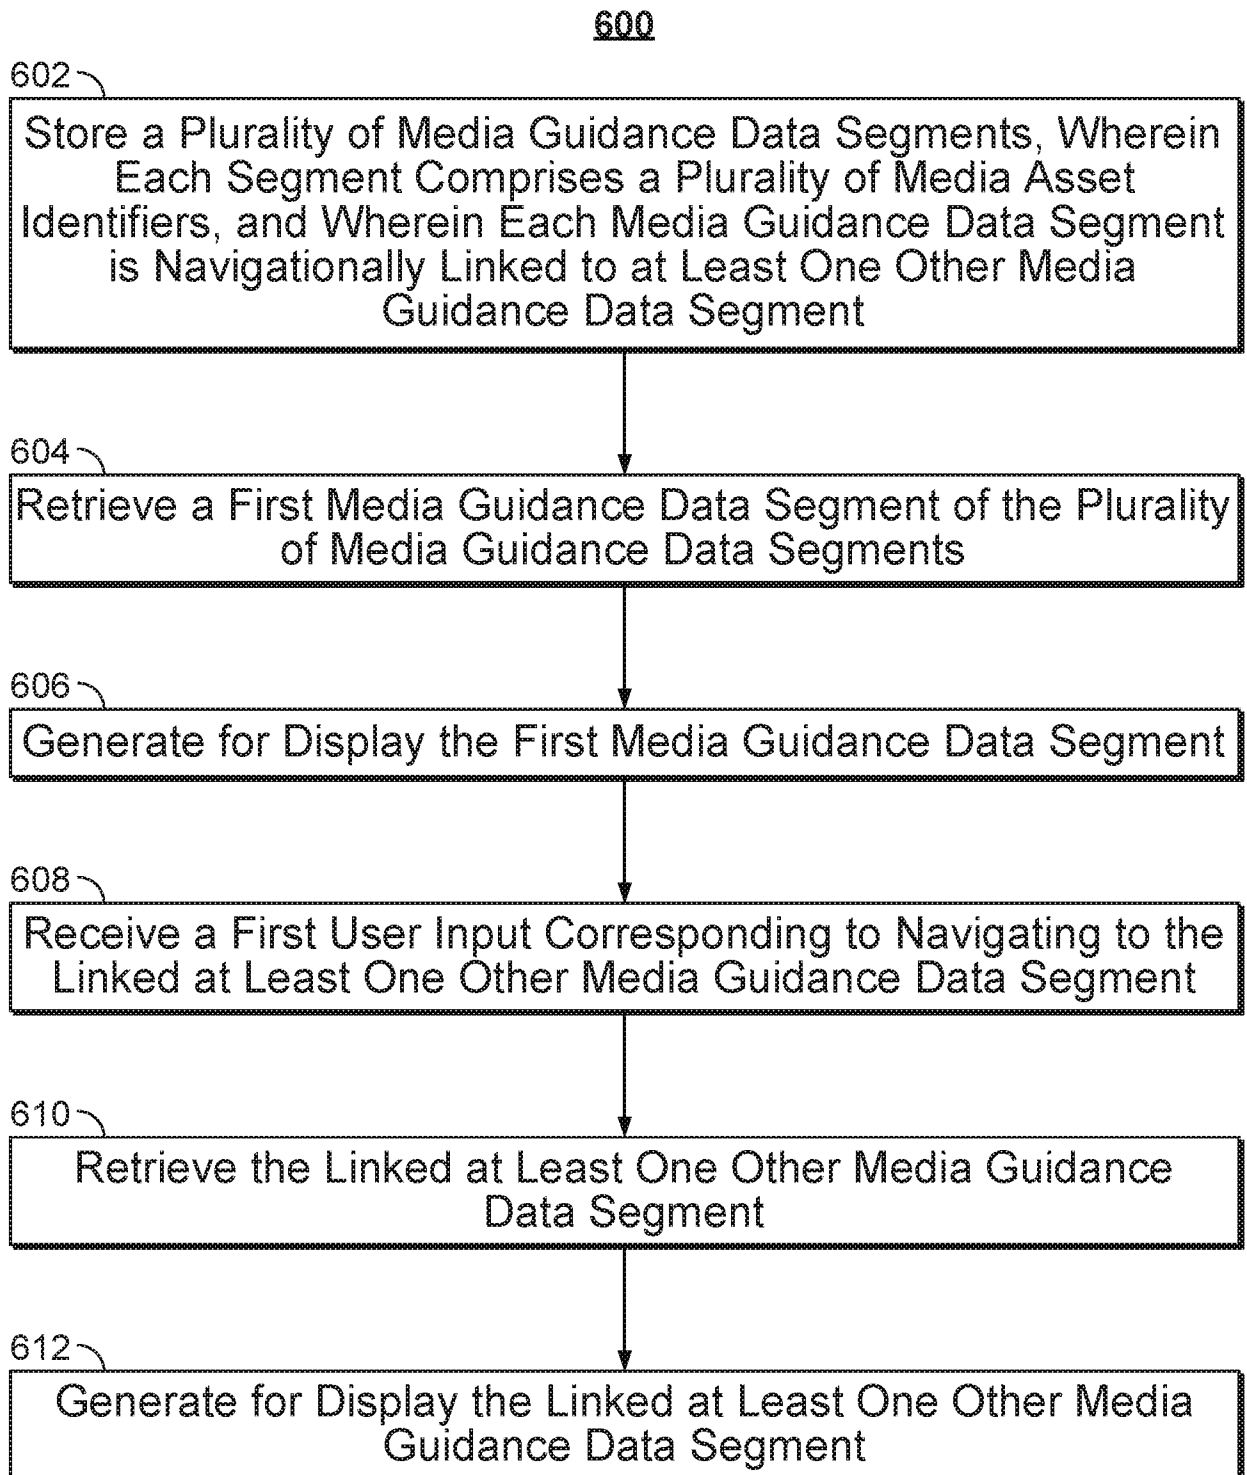 600
602
Store a Plurality of Media Guidance Data Segments, Wherein
Each Segment Comprises a Plurality of Media Asset
Identifiers, and Wherein Each Media Guidance Data Segment
is Navigationally Linked to at Least One Other Media
Guidance Data Segment
604
Retrieve a First Media Guidance Data Segment of the Plurality
of Media Guidance Data Segments
606
Generate for Display the First Media Guidance Data Segment
608
Receive a First User Input Corresponding to Navigating to the
Linked at Least One Other Media Guidance Data Segment
610
Retrieve the Linked at Least One Other Media Guidance
Data Segment
612
Generate for Display the Linked at Least One Other Media
Guidance Data Segment